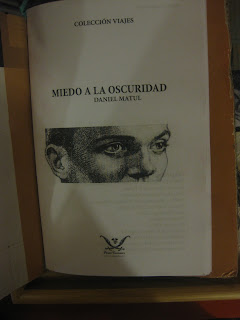 COLECCIÓN VIAJES
MIEDO A LA OSCURIDAD
DANIEL MATUL